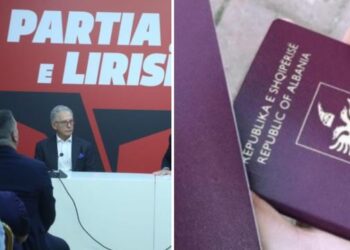 PARTIA
E LIRISË
REPUBLIKA E SHQIPËRISË
REPUBLIC OF ALBANIA